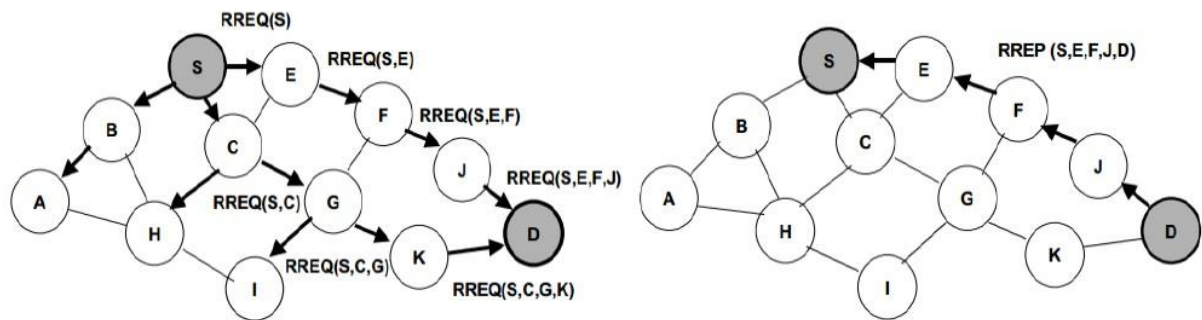 RREQ(S)
S
E
RREQ(S,E)
B
F
C
RREQ(S,E,F)
J
A
RREQ(S,C)
G
RREQ(S,E,F,J)
H
D
K
RREQ(S,C,G)
I
RREQ(S,C,G,K)
RREP (S,E,F,J,D)
S
E
F
B
C
J
A
G
H
D
K
I